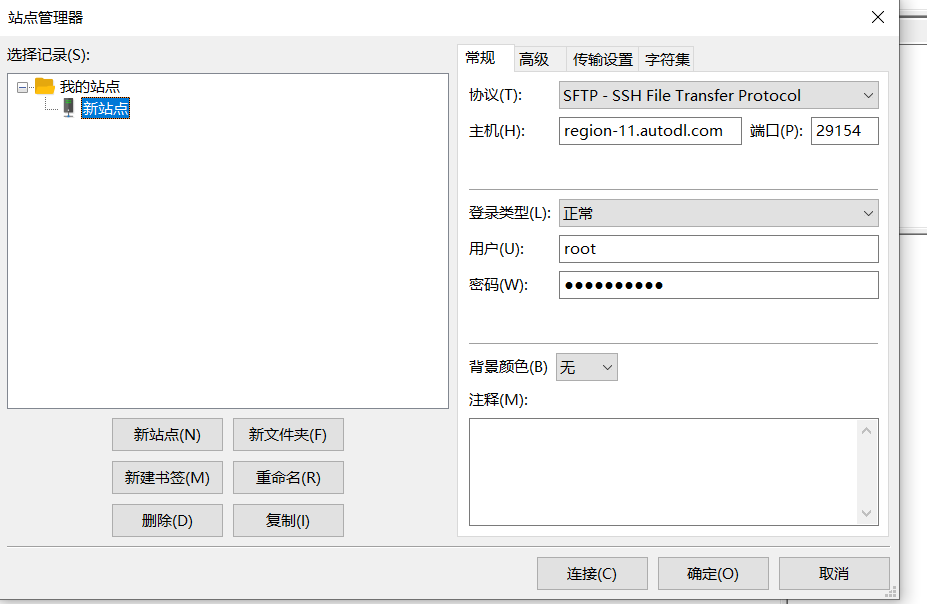 站点管理器
选择记录(S):
我的站点
新站点
新站点(N)
新文件夹(F)
新建书签(M)
重命名(R)
删除(D)
复制(I)
常规
高级
传输设置
字符集
协议(T):
SFTP - SSH File Transfer Protocol
主机(H):
region-11.autodl.com
端口(P):
29154
登录类型(L):
正常
用户(U):
root
密码(W):
●●●●●●●●●●
背景颜色(B)
无
注释(M):
连接(C)
确定(O)
取消